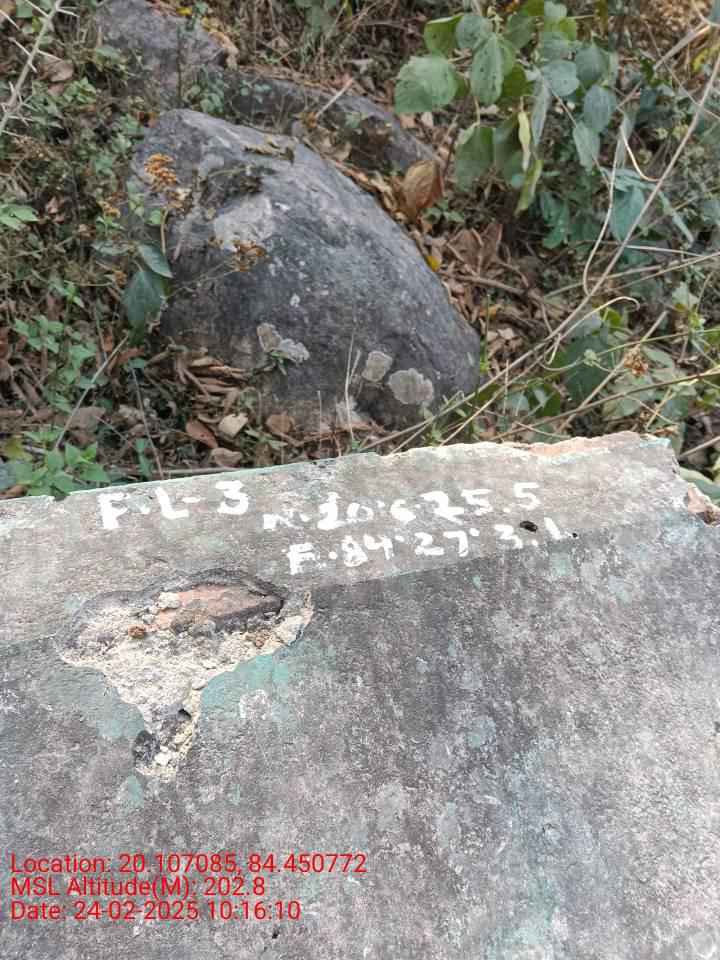 F.L-3 N.20°6'25.5
E.84°27'3.1
Location: 20.107085, 84.450772
MSL Altitude(M): 202.8
Date: 24-02-2025 10:16:10